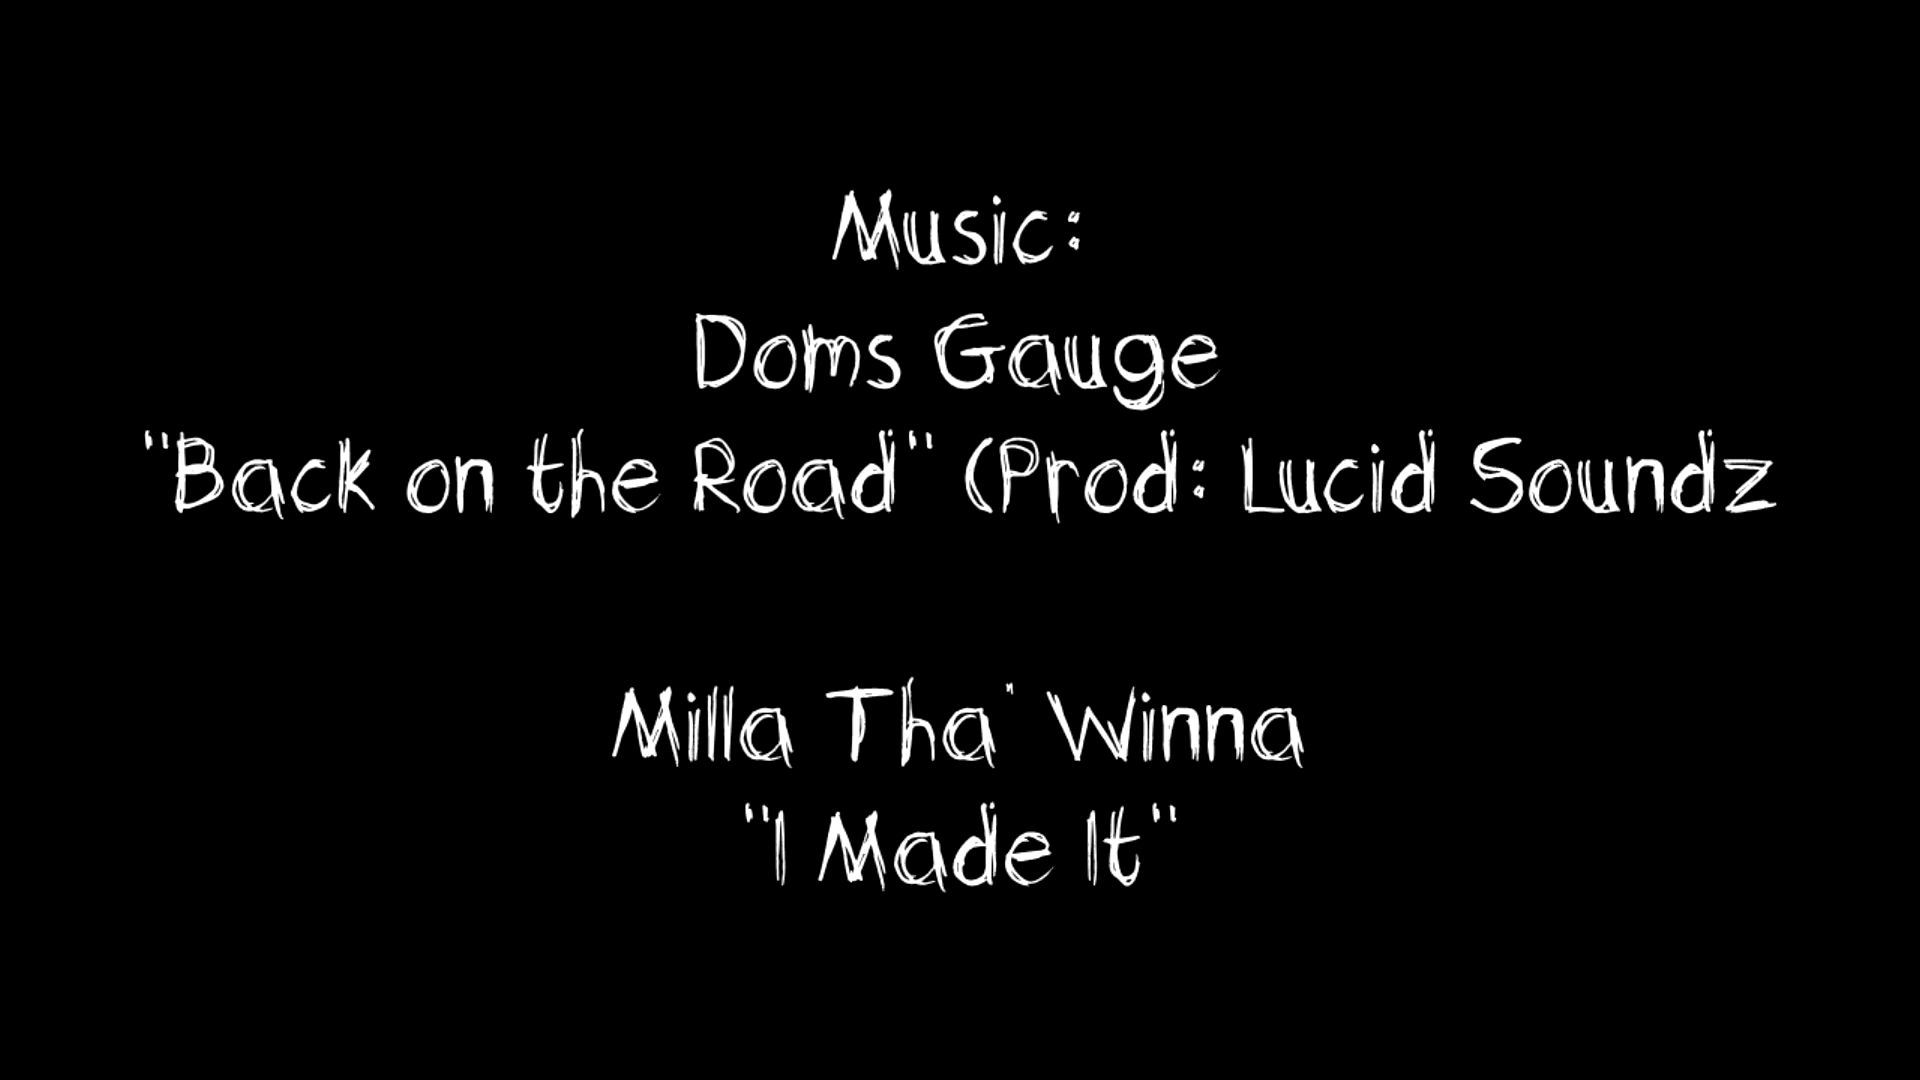 Music:
Doms Gauge
"Back on the Road" (Prod: Lucid Soundz
Milla Tha' Winna
"I Made It"